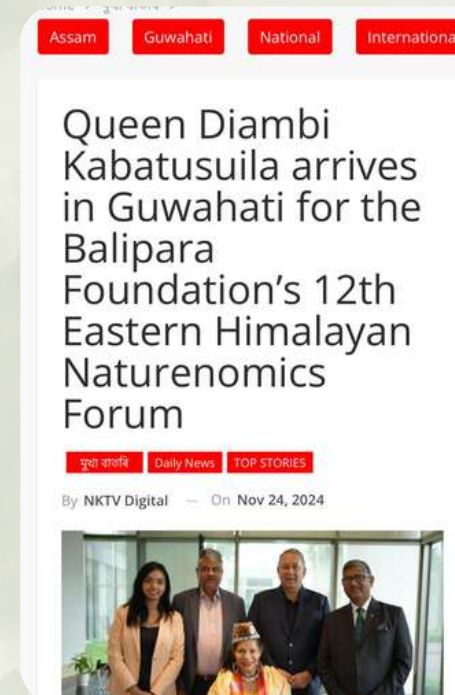 Assam Guwahati National Internationa
Queen Diambi
Kabatusuila arrives
in Guwahati for the
Balipara
Foundation's 12th
Eastern Himalayan
Naturenomics
Forum
মুখ্য বাতৰি Daily News TOP STORIES
By NKTV Digital — On Nov 24, 2024